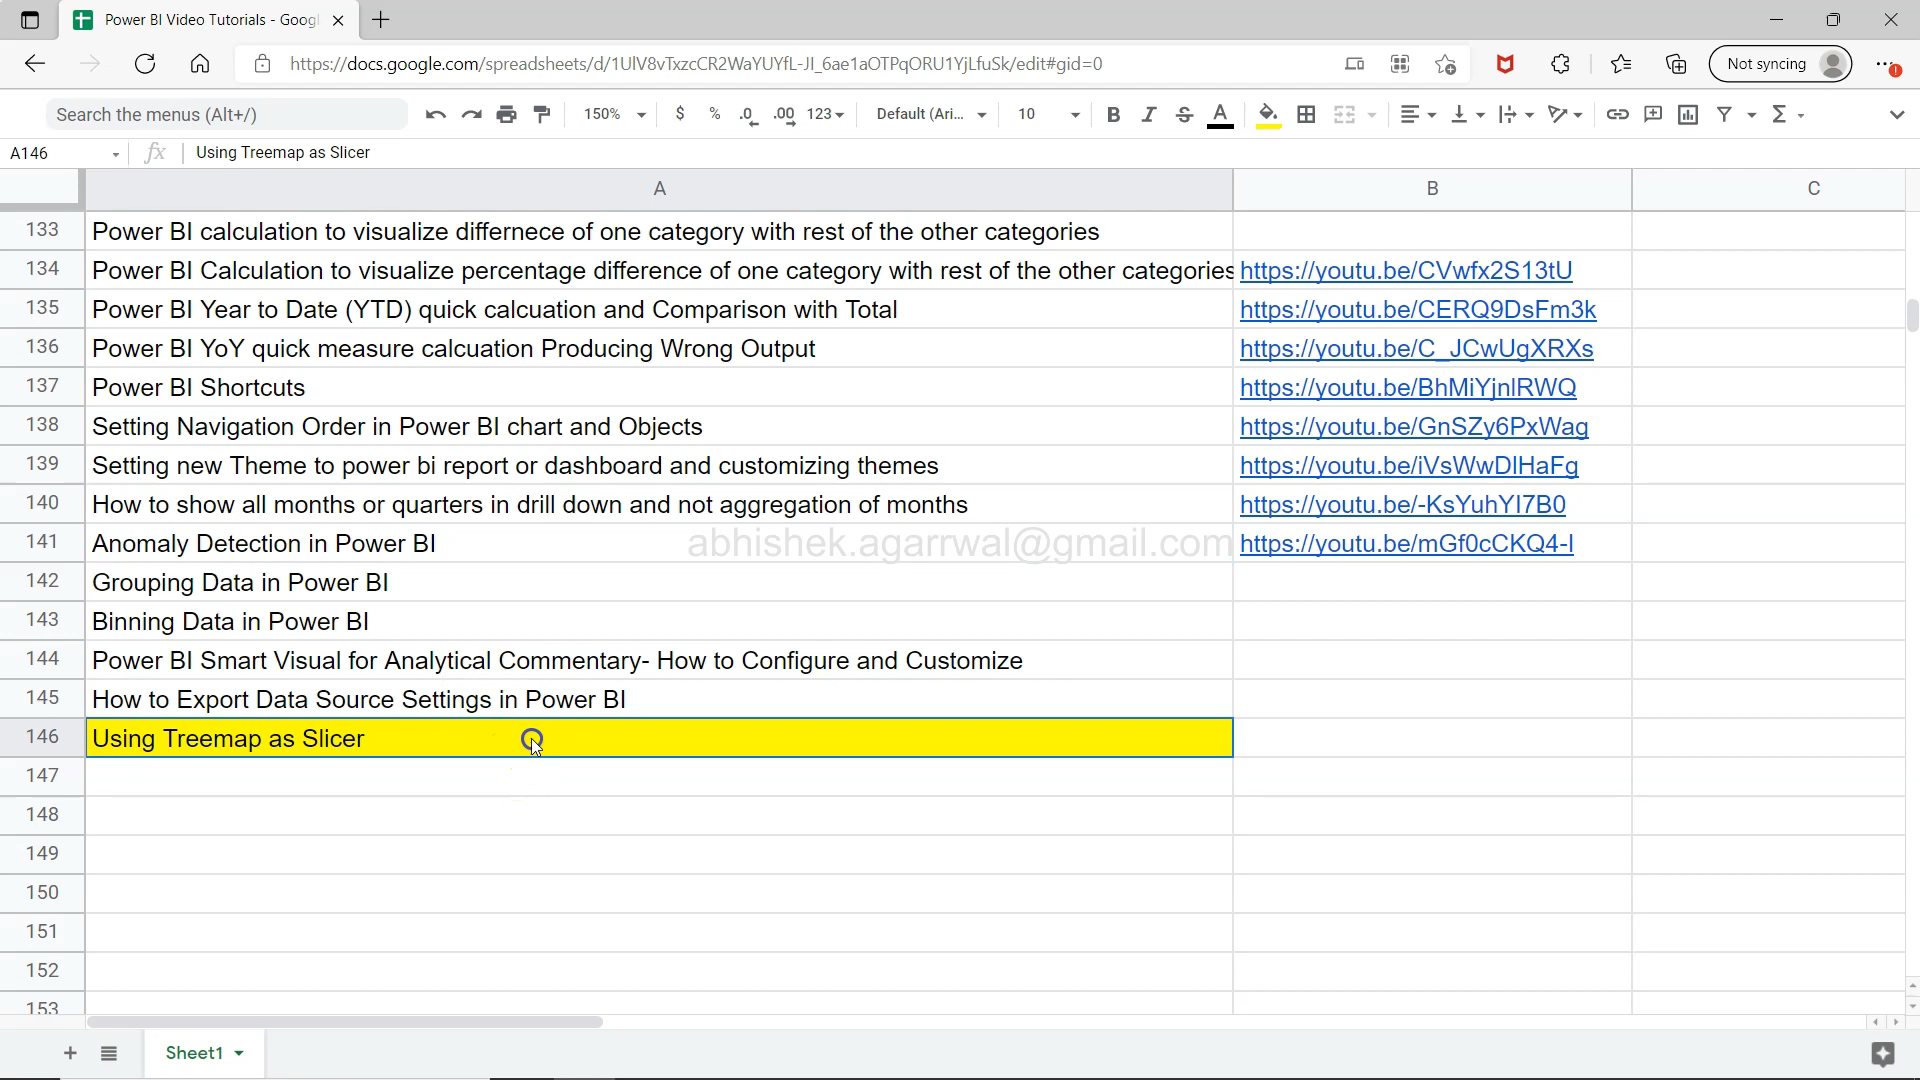 Power BI Video Tutorials - Goog
https://docs.google.com/spreadsheets/d/1UlV8vTxzcCR2WaYUYfL-JI_6ae1aOTPqORU1YjLfuSk/edit#gid=0
Not syncing
Search the menus (Alt+/)
150%
$
%
.0
.00
123
Default (Ari...
10
B
I
S
A
A146
fx
Using Treemap as Slicer
A B C
133 Power BI calculation to visualize differnece of one category with rest of the other categories
134 Power BI Calculation to visualize percentage difference of one category with rest of the other categories https://youtu.be/CVwfx2S13tU
135 Power BI Year to Date (YTD) quick calcuation and Comparison with Total https://youtu.be/CERQ9DsFm3k
136 Power BI YoY quick measure calcuation Producing Wrong Output https://youtu.be/C_JCwUgXRXs
137 Power BI Shortcuts https://youtu.be/BhMiYjnlRWQ
138 Setting Navigation Order in Power BI chart and Objects https://youtu.be/GnSZy6PxWag
139 Setting new Theme to power bi report or dashboard and customizing themes https://youtu.be/iVsWwDIHaFg
140 How to show all months or quarters in drill down and not aggregation of months https://youtu.be/-KsYuhYI7B0
141 Anomaly Detection in Power BI abhishek.agarrwal@gmail.com https://youtu.be/mGf0cCKQ4-I
142 Grouping Data in Power BI
143 Binning Data in Power BI
144 Power BI Smart Visual for Analytical Commentary- How to Configure and Customize
145 How to Export Data Source Settings in Power BI
146 Using Treemap as Slicer
147
148
149
150
151
152
153
Sheet1